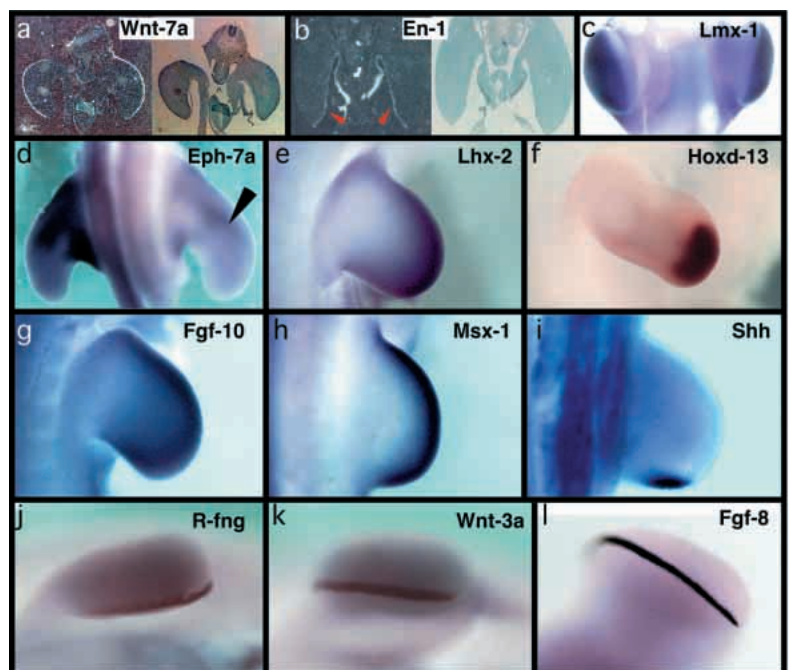 a Wnt-7a
b En-1
c Lmx-1
d Eph-7a
e Lhx-2
f Hoxd-13
g Fgf-10
h Msx-1
i Shh
j R-fng
k Wnt-3a
l Fgf-8